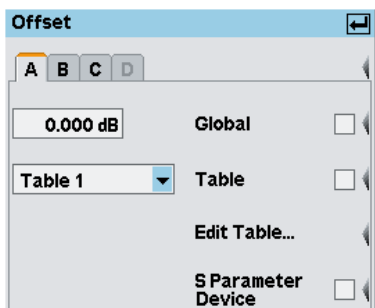 Offset
A B C D
0.000 dB Global
Table 1 Table
Edit Table...
S Parameter
Device